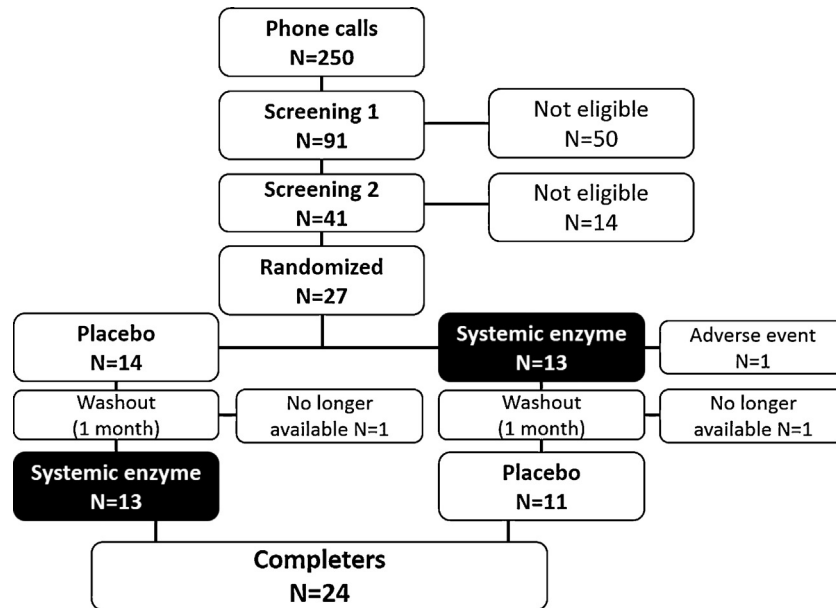 Phone calls
N=250
Screening 1
N=91
Not eligible
N=50
Screening 2
N=41
Not eligible
N=14
Randomized
N=27
Placebo
N=14
Systemic enzyme
N=13
Adverse event
N=1
Washout
(1 month)
No longer
available N=1
Washout
(1 month)
No longer
available N=1
Systemic enzyme
N=13
Placebo
N=11
Completers
N=24